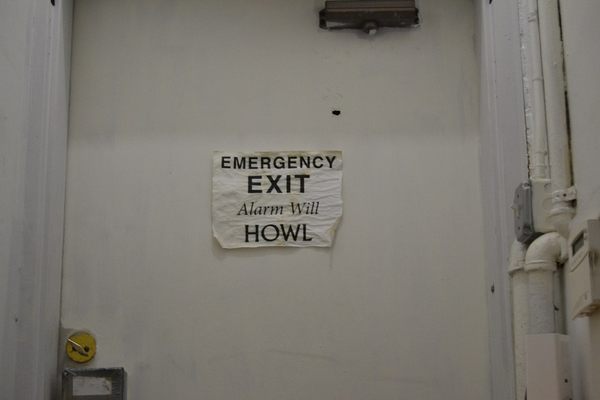 EMERGENCY
EXIT
Alarm Will
HOWL